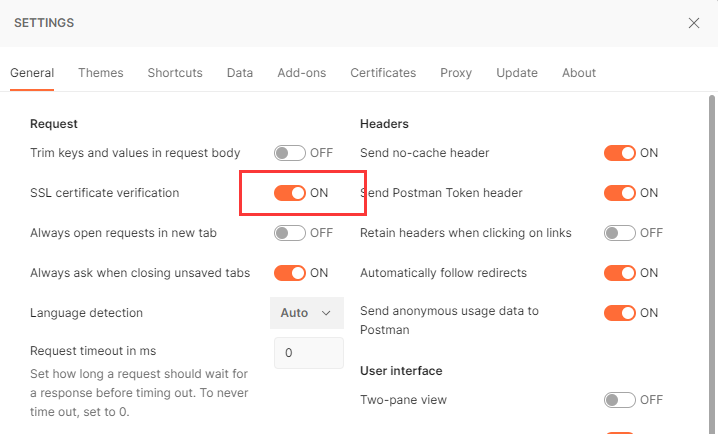 SETTINGS
General Themes Shortcuts Data Add-ons Certificates Proxy Update About
Request
Trim keys and values in request body OFF
SSL certificate verification ON
Always open requests in new tab OFF
Always ask when closing unsaved tabs ON
Language detection Auto
Request timeout in ms 0
Set how long a request should wait for
a response before timing out. To never
time out, set to 0.
Headers
Send no-cache header ON
Send Postman Token header ON
Retain headers when clicking on links OFF
Automatically follow redirects ON
Send anonymous usage data to
Postman ON
User interface
Two-pane view OFF